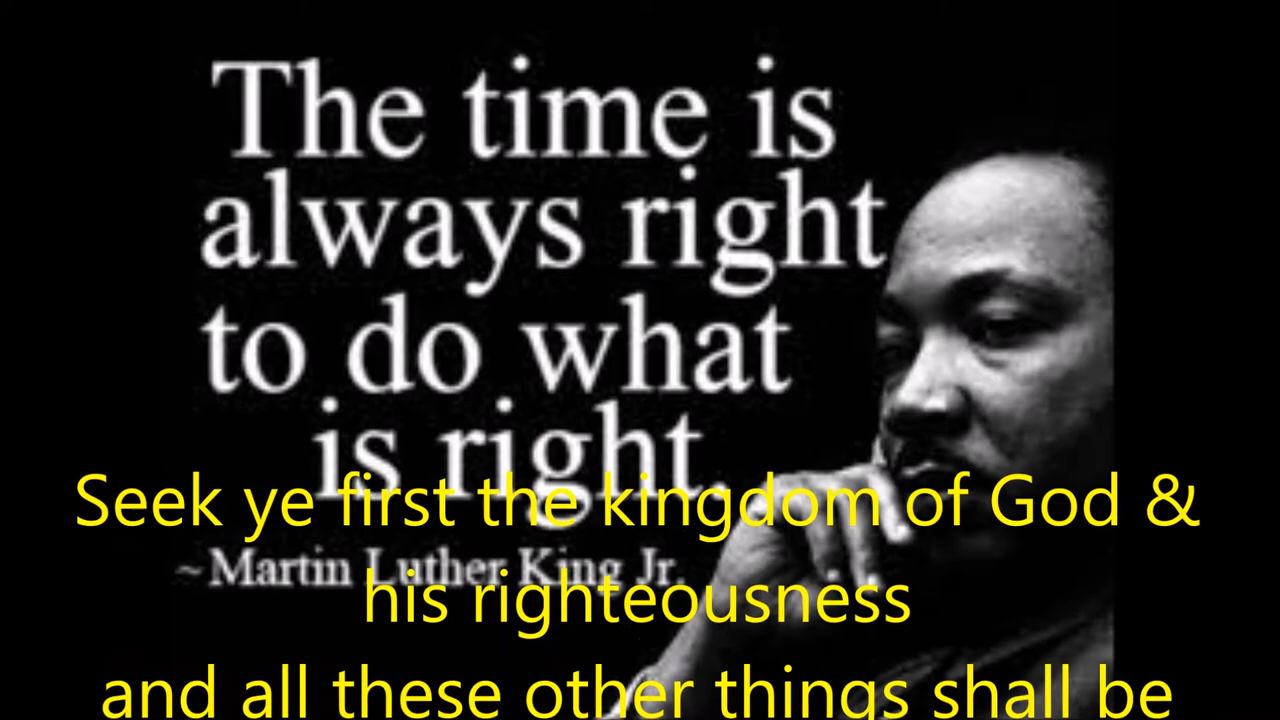 The time is
always right
to do what
is right.
~Martin Luther King Jr.
Seek ye first the kingdom of God &
his righteousness
and all these other things shall be